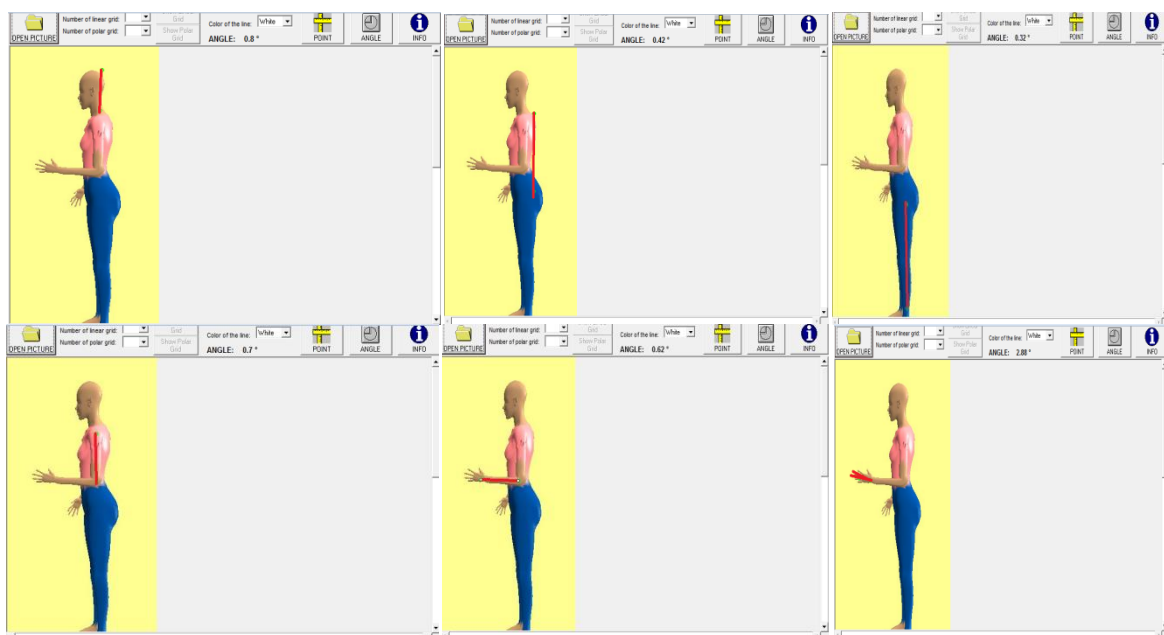 Number of linear grid:
Grid
Color of the line: White
OPEN PICTURE
Number of polar grid:
Show Polar
Grid
ANGLE: 0.8 °
POINT
ANGLE
INFO
Number of linear grid:
Grid
Color of the line: White
OPEN PICTURE
Number of polar grid:
Show Polar
Grid
ANGLE: 0.42 °
POINT
ANGLE
INFO
Number of linear grid:
Grid
Color of the line: White
OPEN PICTURE
Number of polar grid:
Show Polar
Grid
ANGLE: 0.32 °
POINT
ANGLE
INFO
Number of linear grid:
Grid
Color of the line: White
OPEN PICTURE
Number of polar grid:
Show Polar
Grid
ANGLE: 0.7 °
POINT
ANGLE
INFO
Number of linear grid:
Grid
Color of the line: White
OPEN PICTURE
Number of polar grid:
Show Polar
Grid
ANGLE: 0.62 °
POINT
ANGLE
INFO
Number of linear grid:
Color of the line: White
OPEN PICTURE
Number of polar grid:
Show Polar
Grid
ANGLE: 2.88 °
POINT
ANGLE
INFO